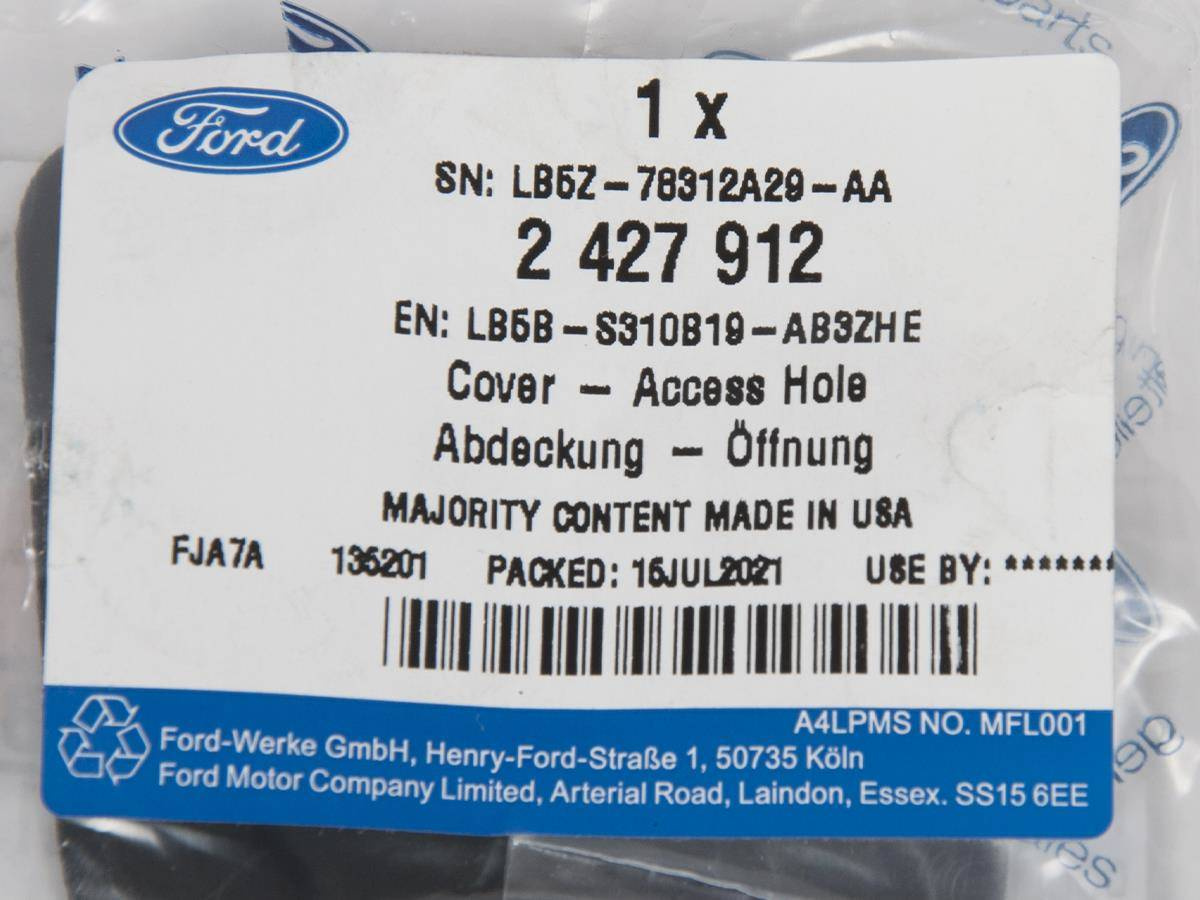 Ford
1 x
SN: LB5Z-78312A29-AA
2 427 912
EN: LB5B-S310B19-AB3ZHE
Cover - Access Hole
Abdeckung - Öffnung
MAJORITY CONTENT MADE IN USA
FJA7A 135201 PACKED: 15JUL2021 USE BY: *******
A4LPMS NO. MFL001
Ford-Werke GmbH, Henry-Ford-Straße 1, 50735 Köln
Ford Motor Company Limited, Arterial Road, Laindon, Essex. SS15 6EE
parts